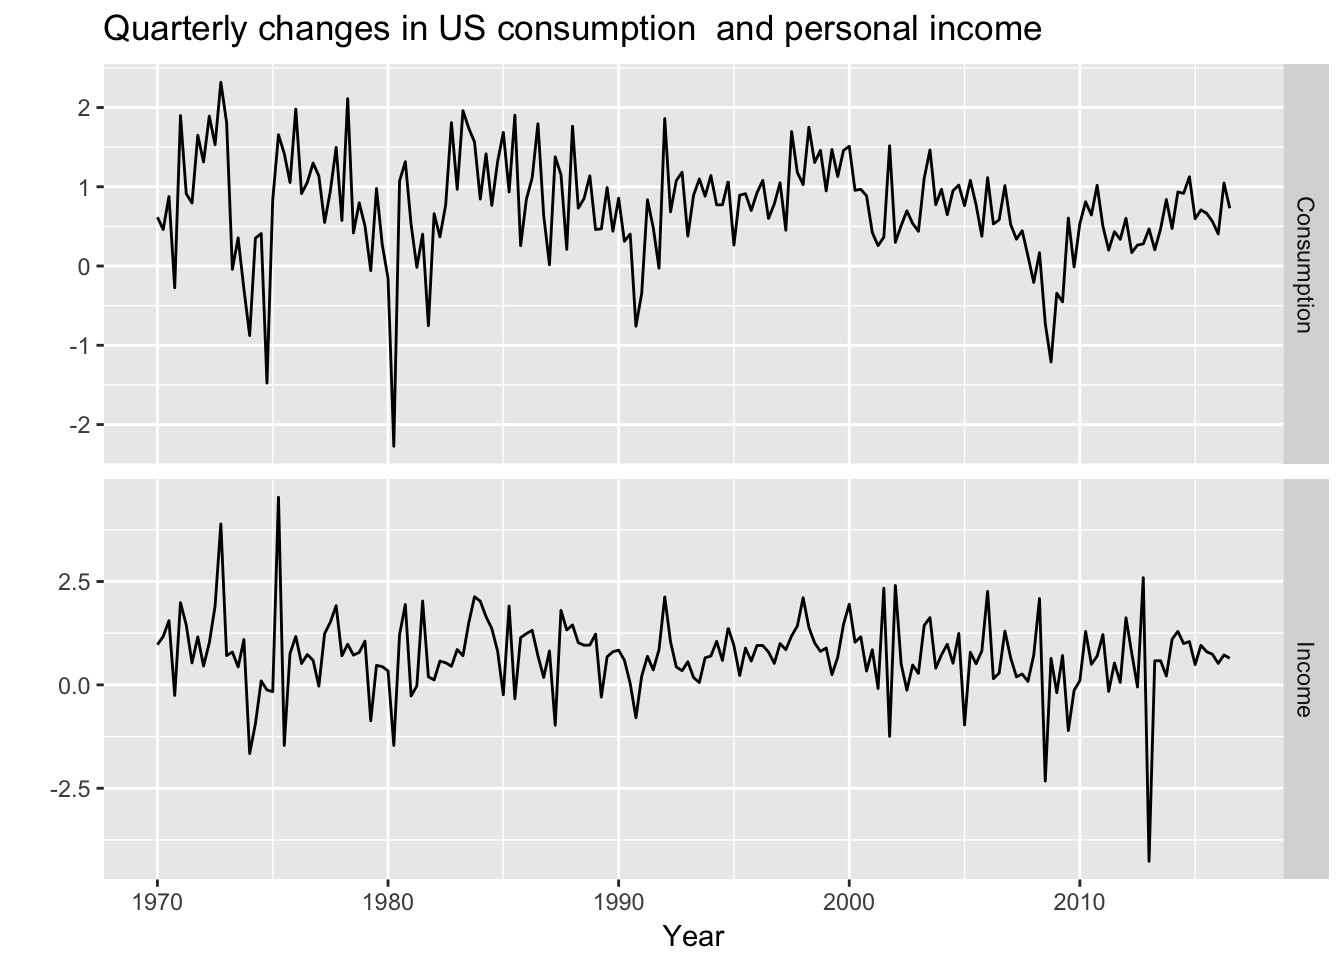 Quarterly changes in US consumption  and personal income
2
1
0
-1
-2
Consumption
2.5
0.0
-2.5
Income
1970 1980 1990 2000 2010
Year